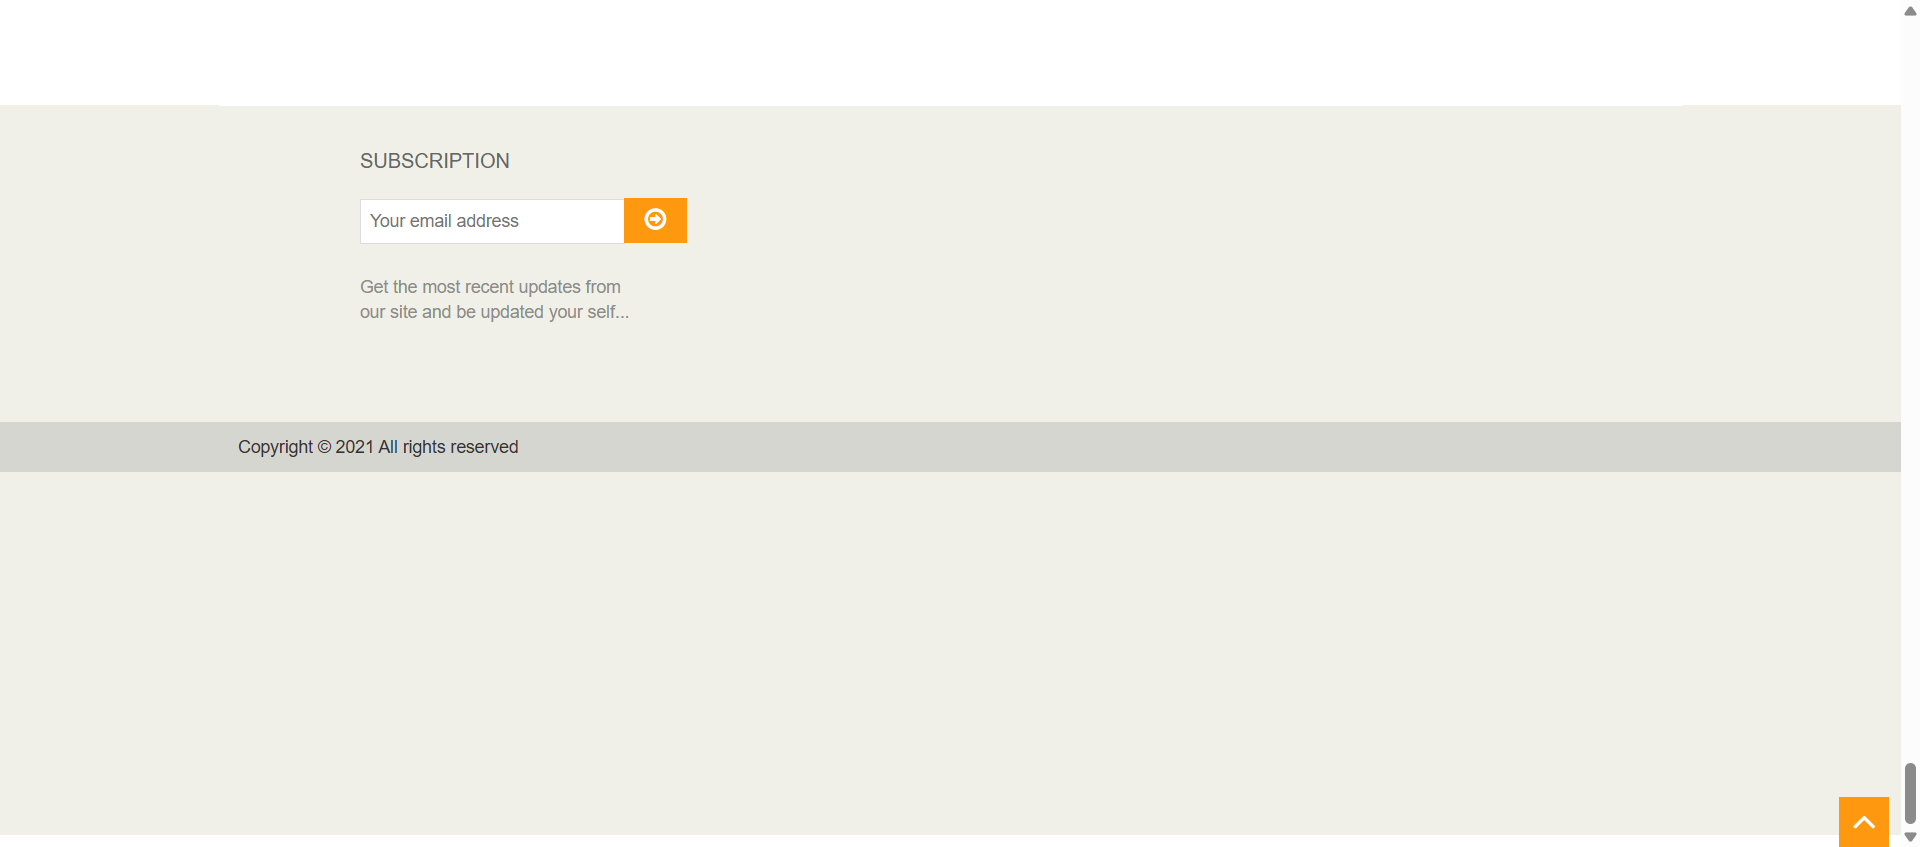 SUBSCRIPTION
Your email address
Get the most recent updates from
our site and be updated your self...
Copyright © 2021 All rights reserved